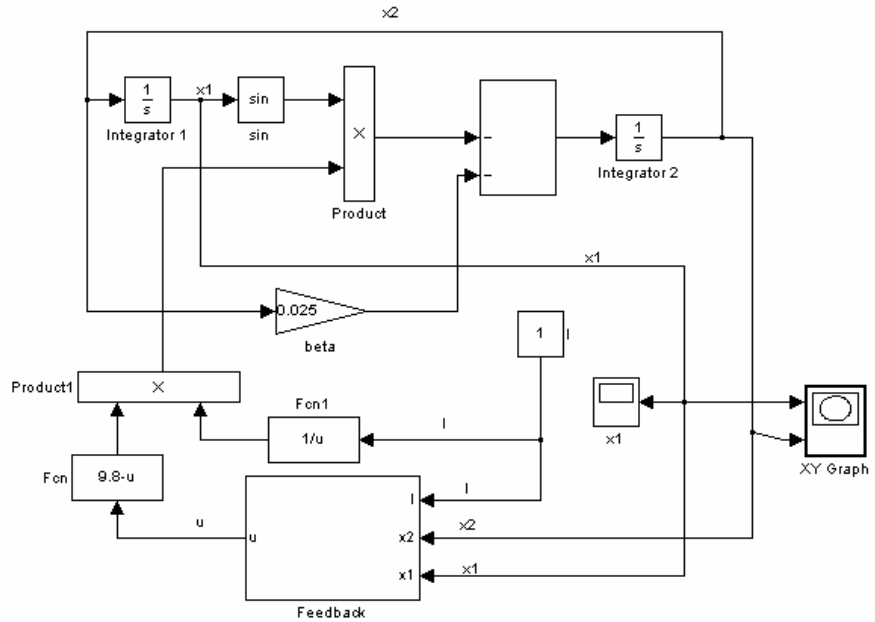 x2
1
s
x1
Integrator 1
sin
sin
×
Product
−
−
1
s
Integrator 2
x1
0.025
beta
1
l
Product1
×
Fcn1
1/u
l
x1
XY Graph
Fcn
9.8-u
u
u
l
l
x2
x2
x1
x1
Feedback